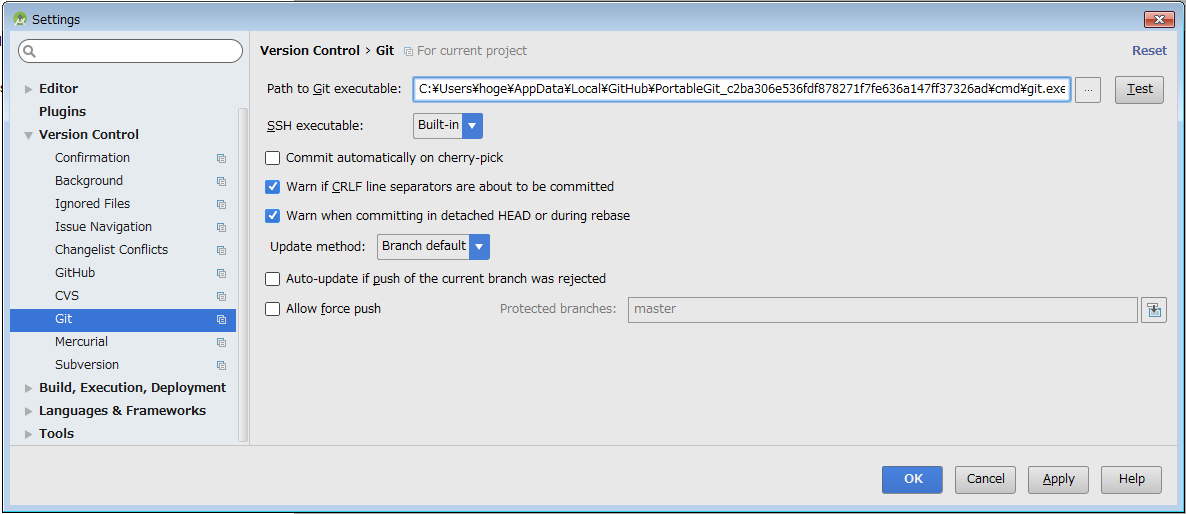 Settings
Version Control › Git For current project Reset
Editor
Plugins
Version Control
Confirmation
Background
Ignored Files
Issue Navigation
Changelist Conflicts
GitHub
CVS
Git
Mercurial
Subversion
Build, Execution, Deployment
Languages & Frameworks
Tools
Path to Git executable: C:¥Users¥hoge¥AppData¥Local¥GitHub¥PortableGit_c2ba306e536fdf878271f7fe636a147ff37326ad¥cmd¥git.exe ... Test
SSH executable: Built-in
Commit automatically on cherry-pick
Warn if CRLF line separators are about to be committed
Warn when committing in detached HEAD or during rebase
Update method: Branch default
Auto-update if push of the current branch was rejected
Allow force push Protected branches: master
OK Cancel Apply Help